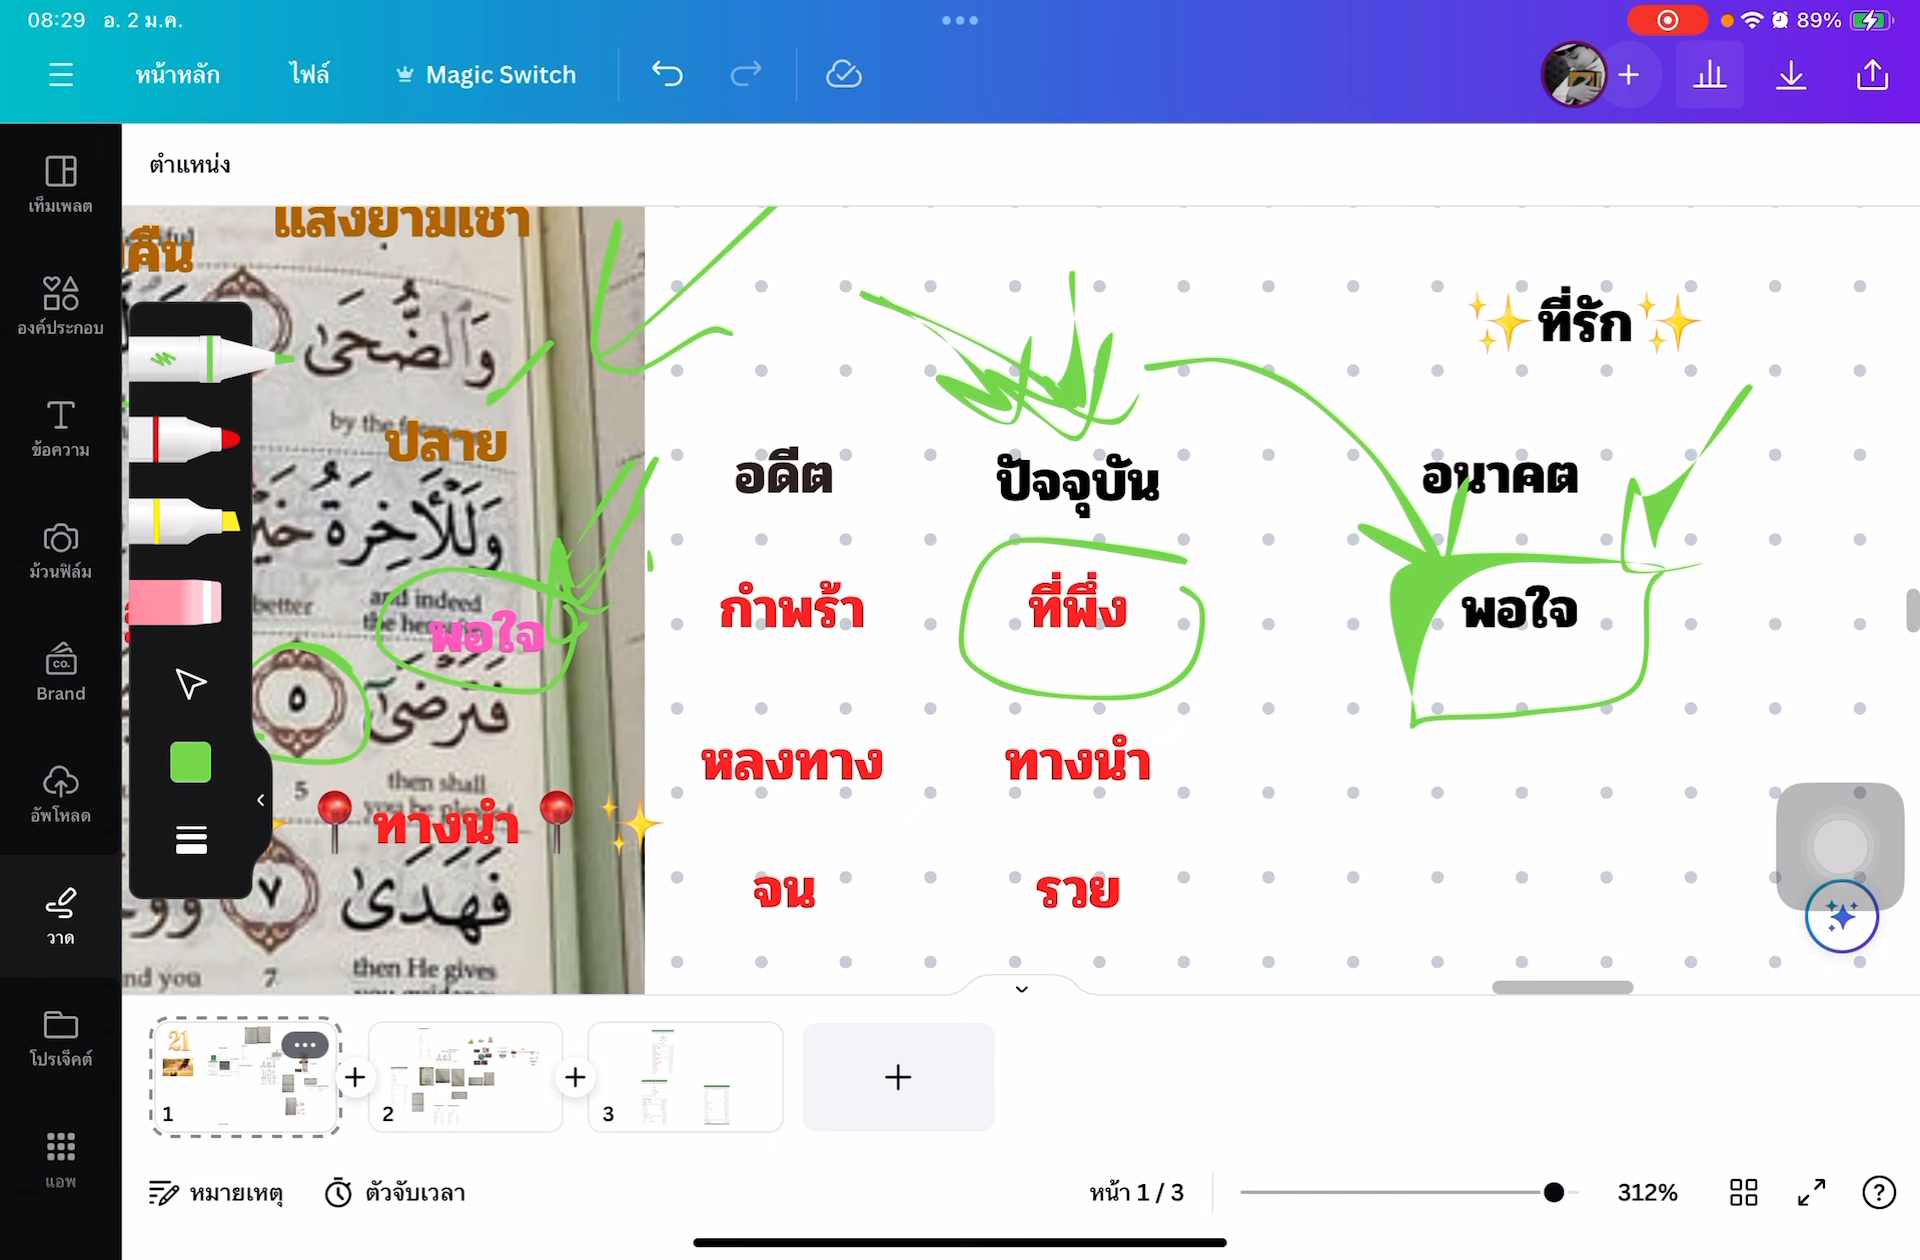 08:29 อ. 2 ม.ค.
89%
หน้าหลัก
ไฟล์
Magic Switch
ตำแหน่ง
เท็มเพลต
องค์ประกอบ
ข้อความ
ม้วนฟิล์ม
CO.
Brand
อัพโหลด
วาด
โปรเจ็คต์
แอพ
แสงยามเช้า
คืน
وَٱلضُّحَىٰ
by the
ปลาย
وَلَلْأَخِرَةُ
better
and indeed
พอใจ
٥
فَتَرْضَىٰٓ
5
then shall
📍 ทางนำ 📍 ✨
٧
فَهَدَىٰ
nd you
7
then He gives
✨ที่รัก✨
อดีต
ปัจจุบัน
อนาคต
กำพร้า
ที่พึ่ง
พอใจ
หลงทาง
ทางนำ
จน
รวย
21
1
2
3
หมายเหตุ
ตัวจับเวลา
หน้า 1 / 3
312%